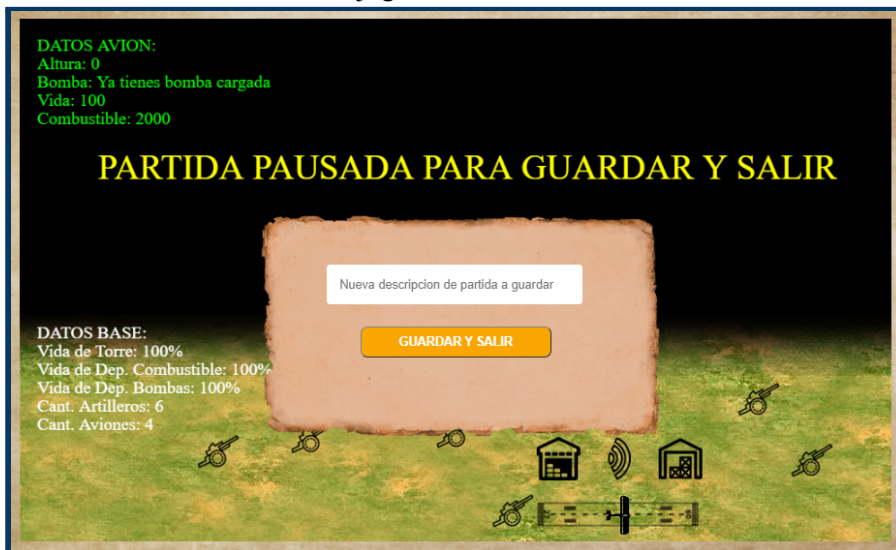 DATOS AVION:
Altura: 0
Bomba: Ya tienes bomba cargada
Vida: 100
Combustible: 2000
PARTIDA PAUSADA PARA GUARDAR Y SALIR
Nueva descripcion de partida a guardar
GUARDAR Y SALIR
DATOS BASE:
Vida de Torre: 100%
Vida de Dep. Combustible: 100%
Vida de Dep. Bombas: 100%
Cant. Artilleros: 6
Cant. Aviones: 4